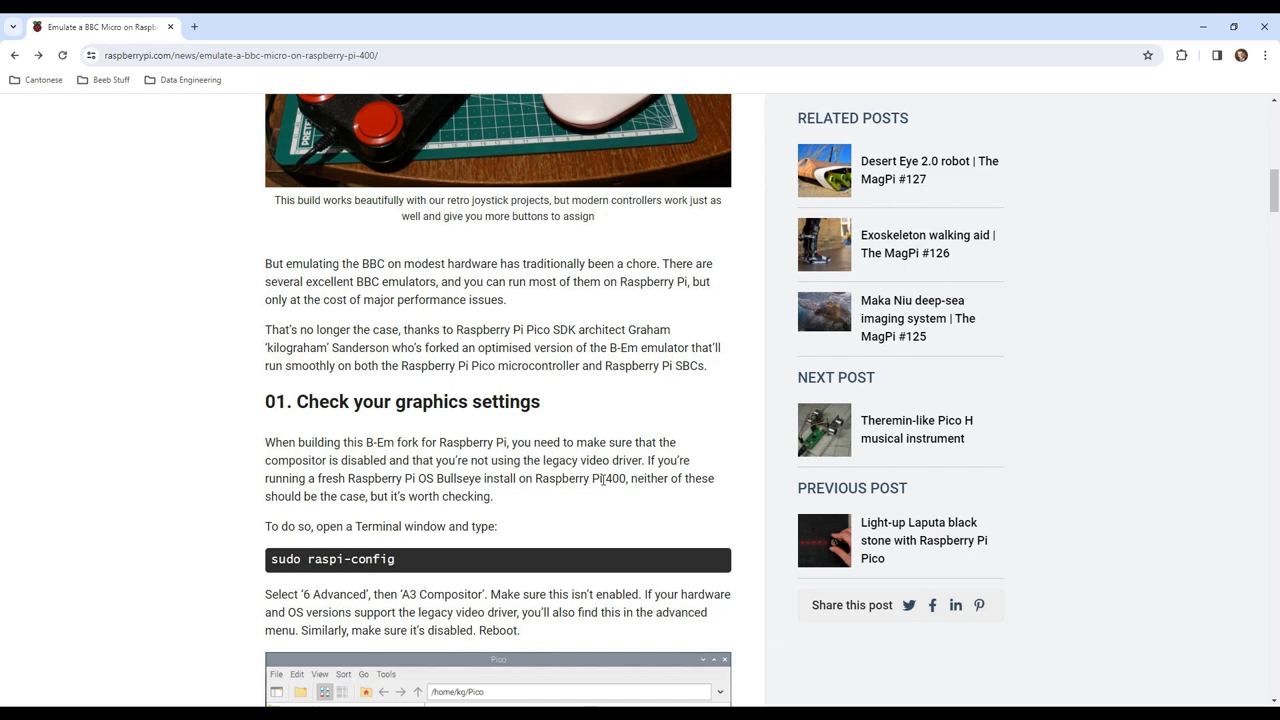 Emulate a BBC Micro on Raspb
raspberrypi.com/news/emulate-a-bbc-micro-on-raspberry-pi-400/
Cantonese
Beeb Stuff
Data Engineering
This build works beautifully with our retro joystick projects, but modern controllers work just as
well and give you more buttons to assign
But emulating the BBC on modest hardware has traditionally been a chore. There are
several excellent BBC emulators, and you can run most of them on Raspberry Pi, but
only at the cost of major performance issues.
That's no longer the case, thanks to Raspberry Pi Pico SDK architect Graham
‘kilograham’ Sanderson who's forked an optimised version of the B-Em emulator that'll
run smoothly on both the Raspberry Pi Pico microcontroller and Raspberry Pi SBCs.
01. Check your graphics settings
When building this B-Em fork for Raspberry Pi, you need to make sure that the
compositor is disabled and that you're not using the legacy video driver. If you're
running a fresh Raspberry Pi OS Bullseye install on Raspberry Pi 400, neither of these
should be the case, but it's worth checking.
To do so, open a Terminal window and type:
sudo raspi-config
Select ‘6 Advanced’, then ‘A3 Compositor’. Make sure this isn't enabled. If your hardware
and OS versions support the legacy video driver, you'll also find this in the advanced
menu. Similarly, make sure it's disabled. Reboot.
Pico
File Edit View Sort Go Tools
/home/kg/Pico
RELATED POSTS
Desert Eye 2.0 robot | The
MagPi #127
Exoskeleton walking aid |
The MagPi #126
Maka Niu deep-sea
imaging system | The
MagPi #125
NEXT POST
Theremin-like Pico H
musical instrument
PREVIOUS POST
Light-up Laputa black
stone with Raspberry Pi
Pico
Share this post